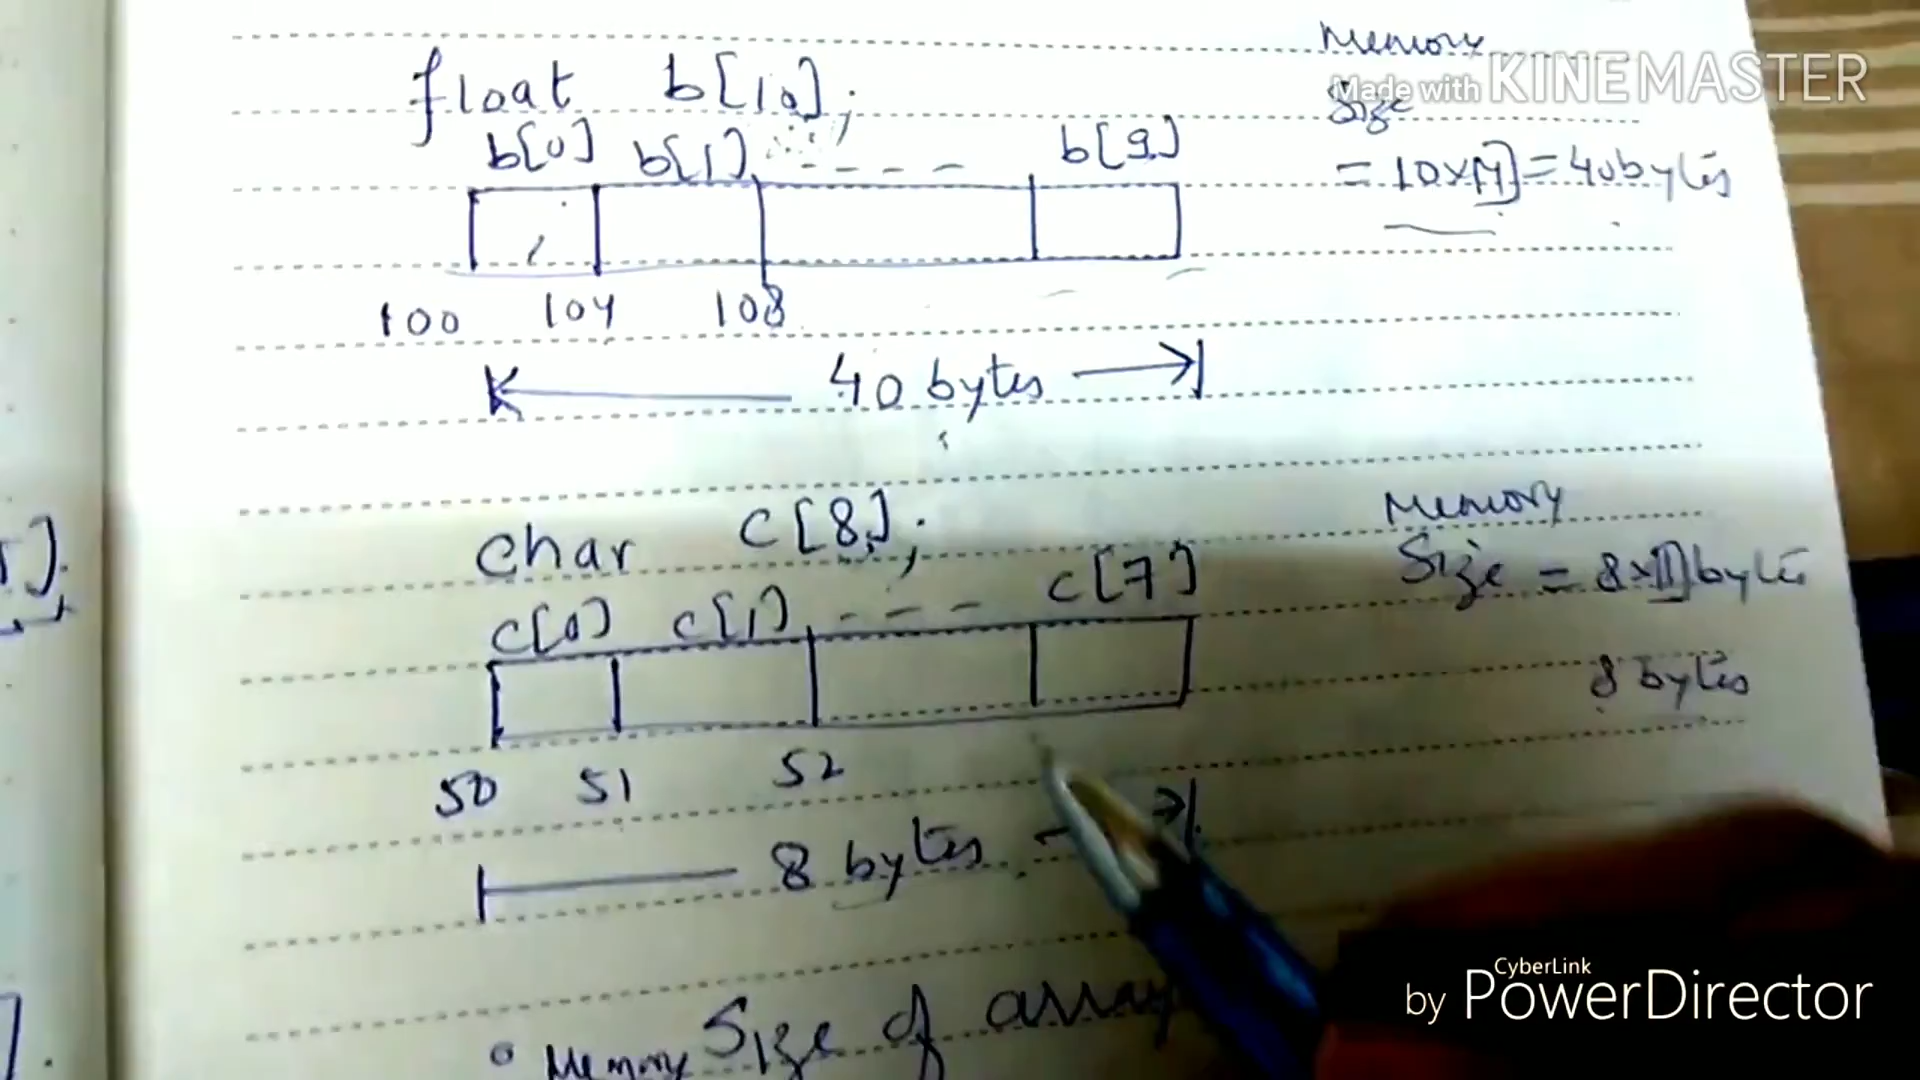 float b[10];
b[0] b[1] - - - - b[9]
100 104 108
40 bytes
Memory
Size
= 10×4 = 40bytes
char c[8];
c[0] c[1] - - - c[7]
50 51 52
8 bytes
Memory
Size = 8×1 bytes
8 bytes
Memory Size of array
Made with KINEMASTER
CyberLink
by PowerDirector